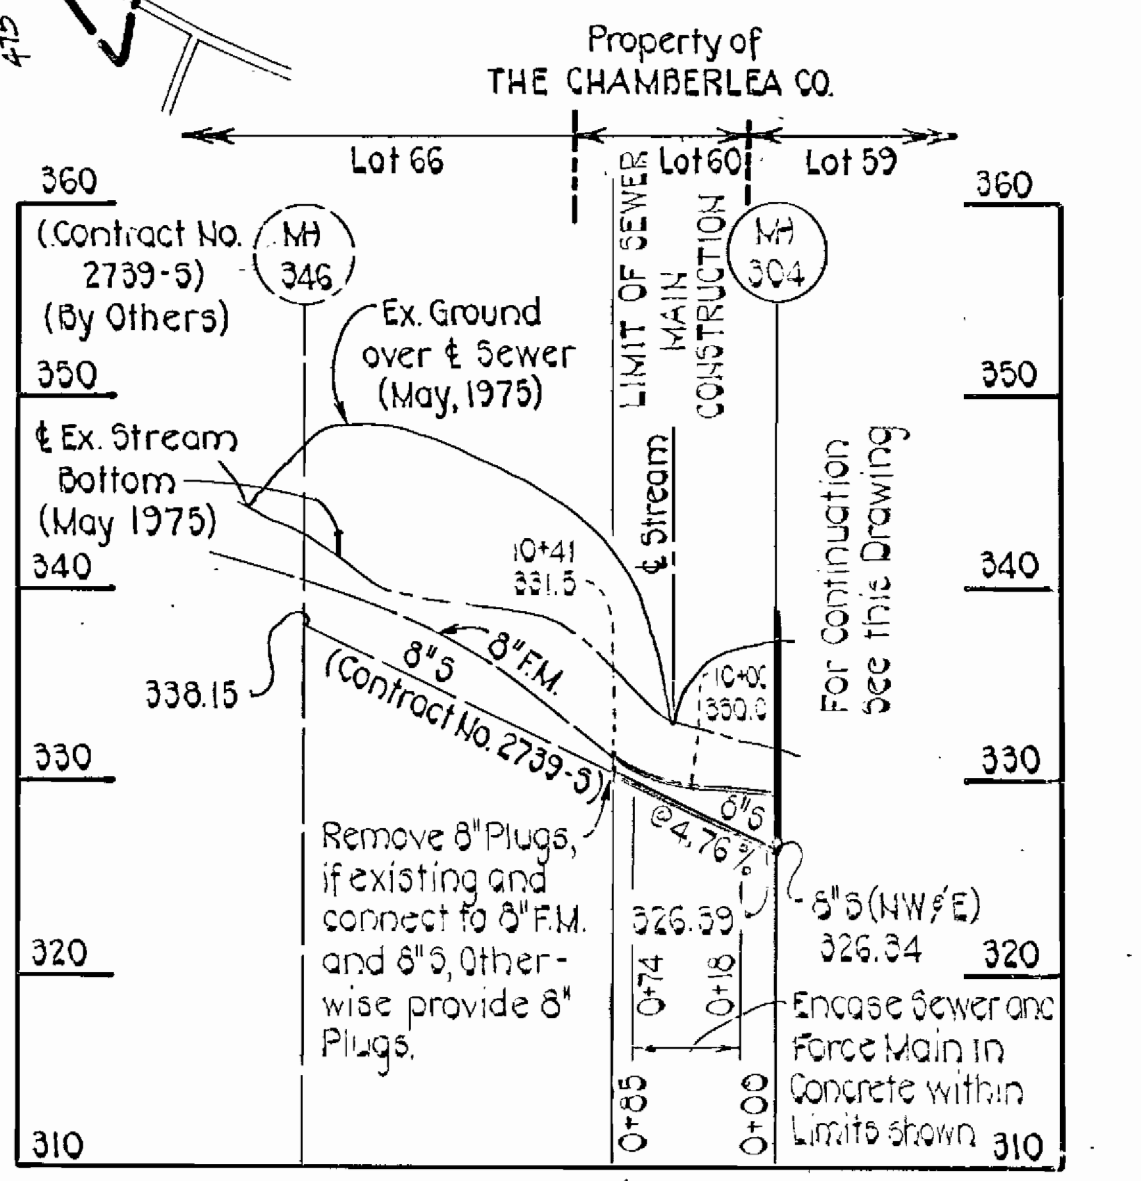 475
Property of
THE CHAMBERLEA CO.
Lot 66
Lot 60
Lot 59
360
360
(Contract No.
2739-S)
(By Others)
MH
346
MH
304
LIMIT OF SEWER
MAIN
CONSTRUCTION
Ex. Ground
over ℄ Sewer
(May, 1975)
350
350
℄ Ex. Stream
Bottom
(May 1975)
℄ Stream
For Continuation
See this Drawing
340
340
10+41
331.5
8" F.M.
8" S
(Contract No. 2739-S)
338.15
10+00
330.0
330
330
8" S
@ 4.76 %
Remove 8" Plugs,
if existing and
connect to 8" F.M.
and 8" S, Other-
wise provide 8"
Plugs.
326.39
8" S (NW & E)
326.34
320
320
0+74
0+18
Encase Sewer and
Force Main in
Concrete within
Limits shown
0+85
0+00
310
310